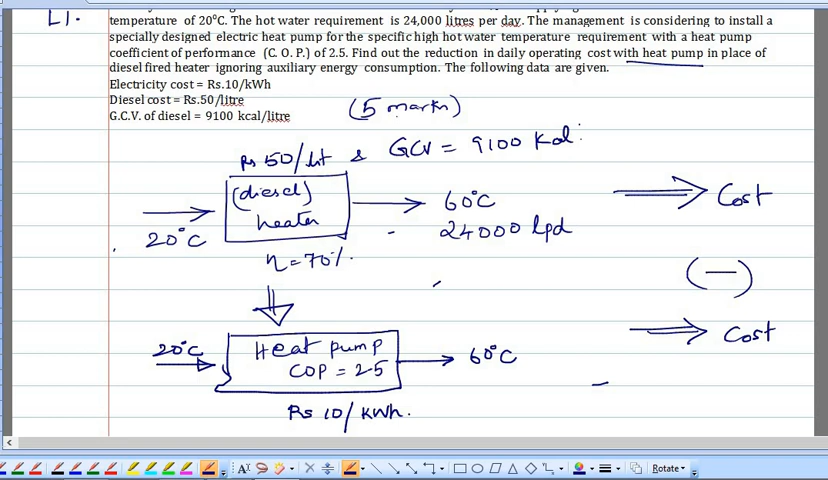 L1.
temperature of 20°C. The hot water requirement is 24,000 litres per day. The management is considering to install a
specially designed electric heat pump for the specific high hot water temperature requirement with a heat pump
coefficient of performance (C. O. P.) of 2.5. Find out the reduction in daily operating cost with heat pump in place of
diesel fired heater ignoring auxiliary energy consumption. The following data are given.
Electricity cost = Rs.10/kWh
Diesel cost = Rs.50/litre
G.C.V. of diesel = 9100 kcal/litre
(5 marks)
Rs 50/lit & GCV = 9100 Kcal.
(diesel)
heater
20°C
60°C
24000 lpd
Cost
η = 70%.
(—)
20°C
Heat pump
COP = 2.5
60°C
Cost
Rs 10/kWh.
Rotate